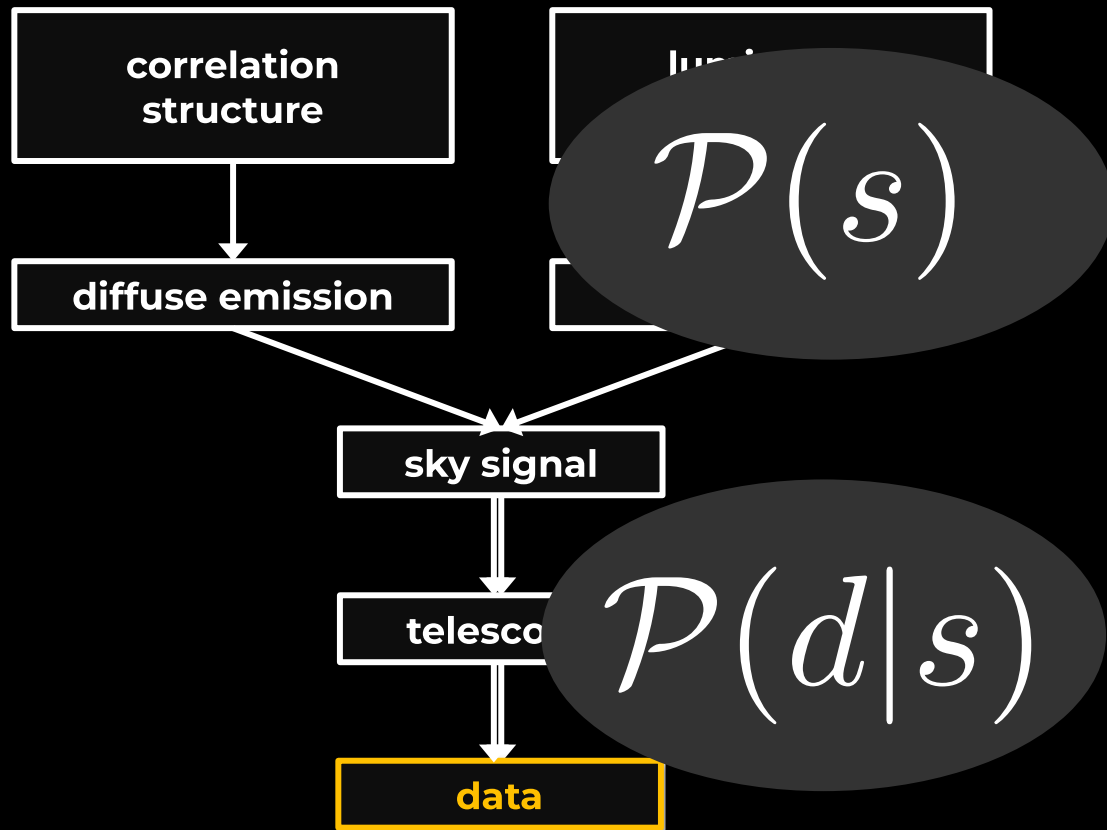 correlation
structure
𝒫(s)
diffuse emission
sky signal
𝒫(d|s)
data